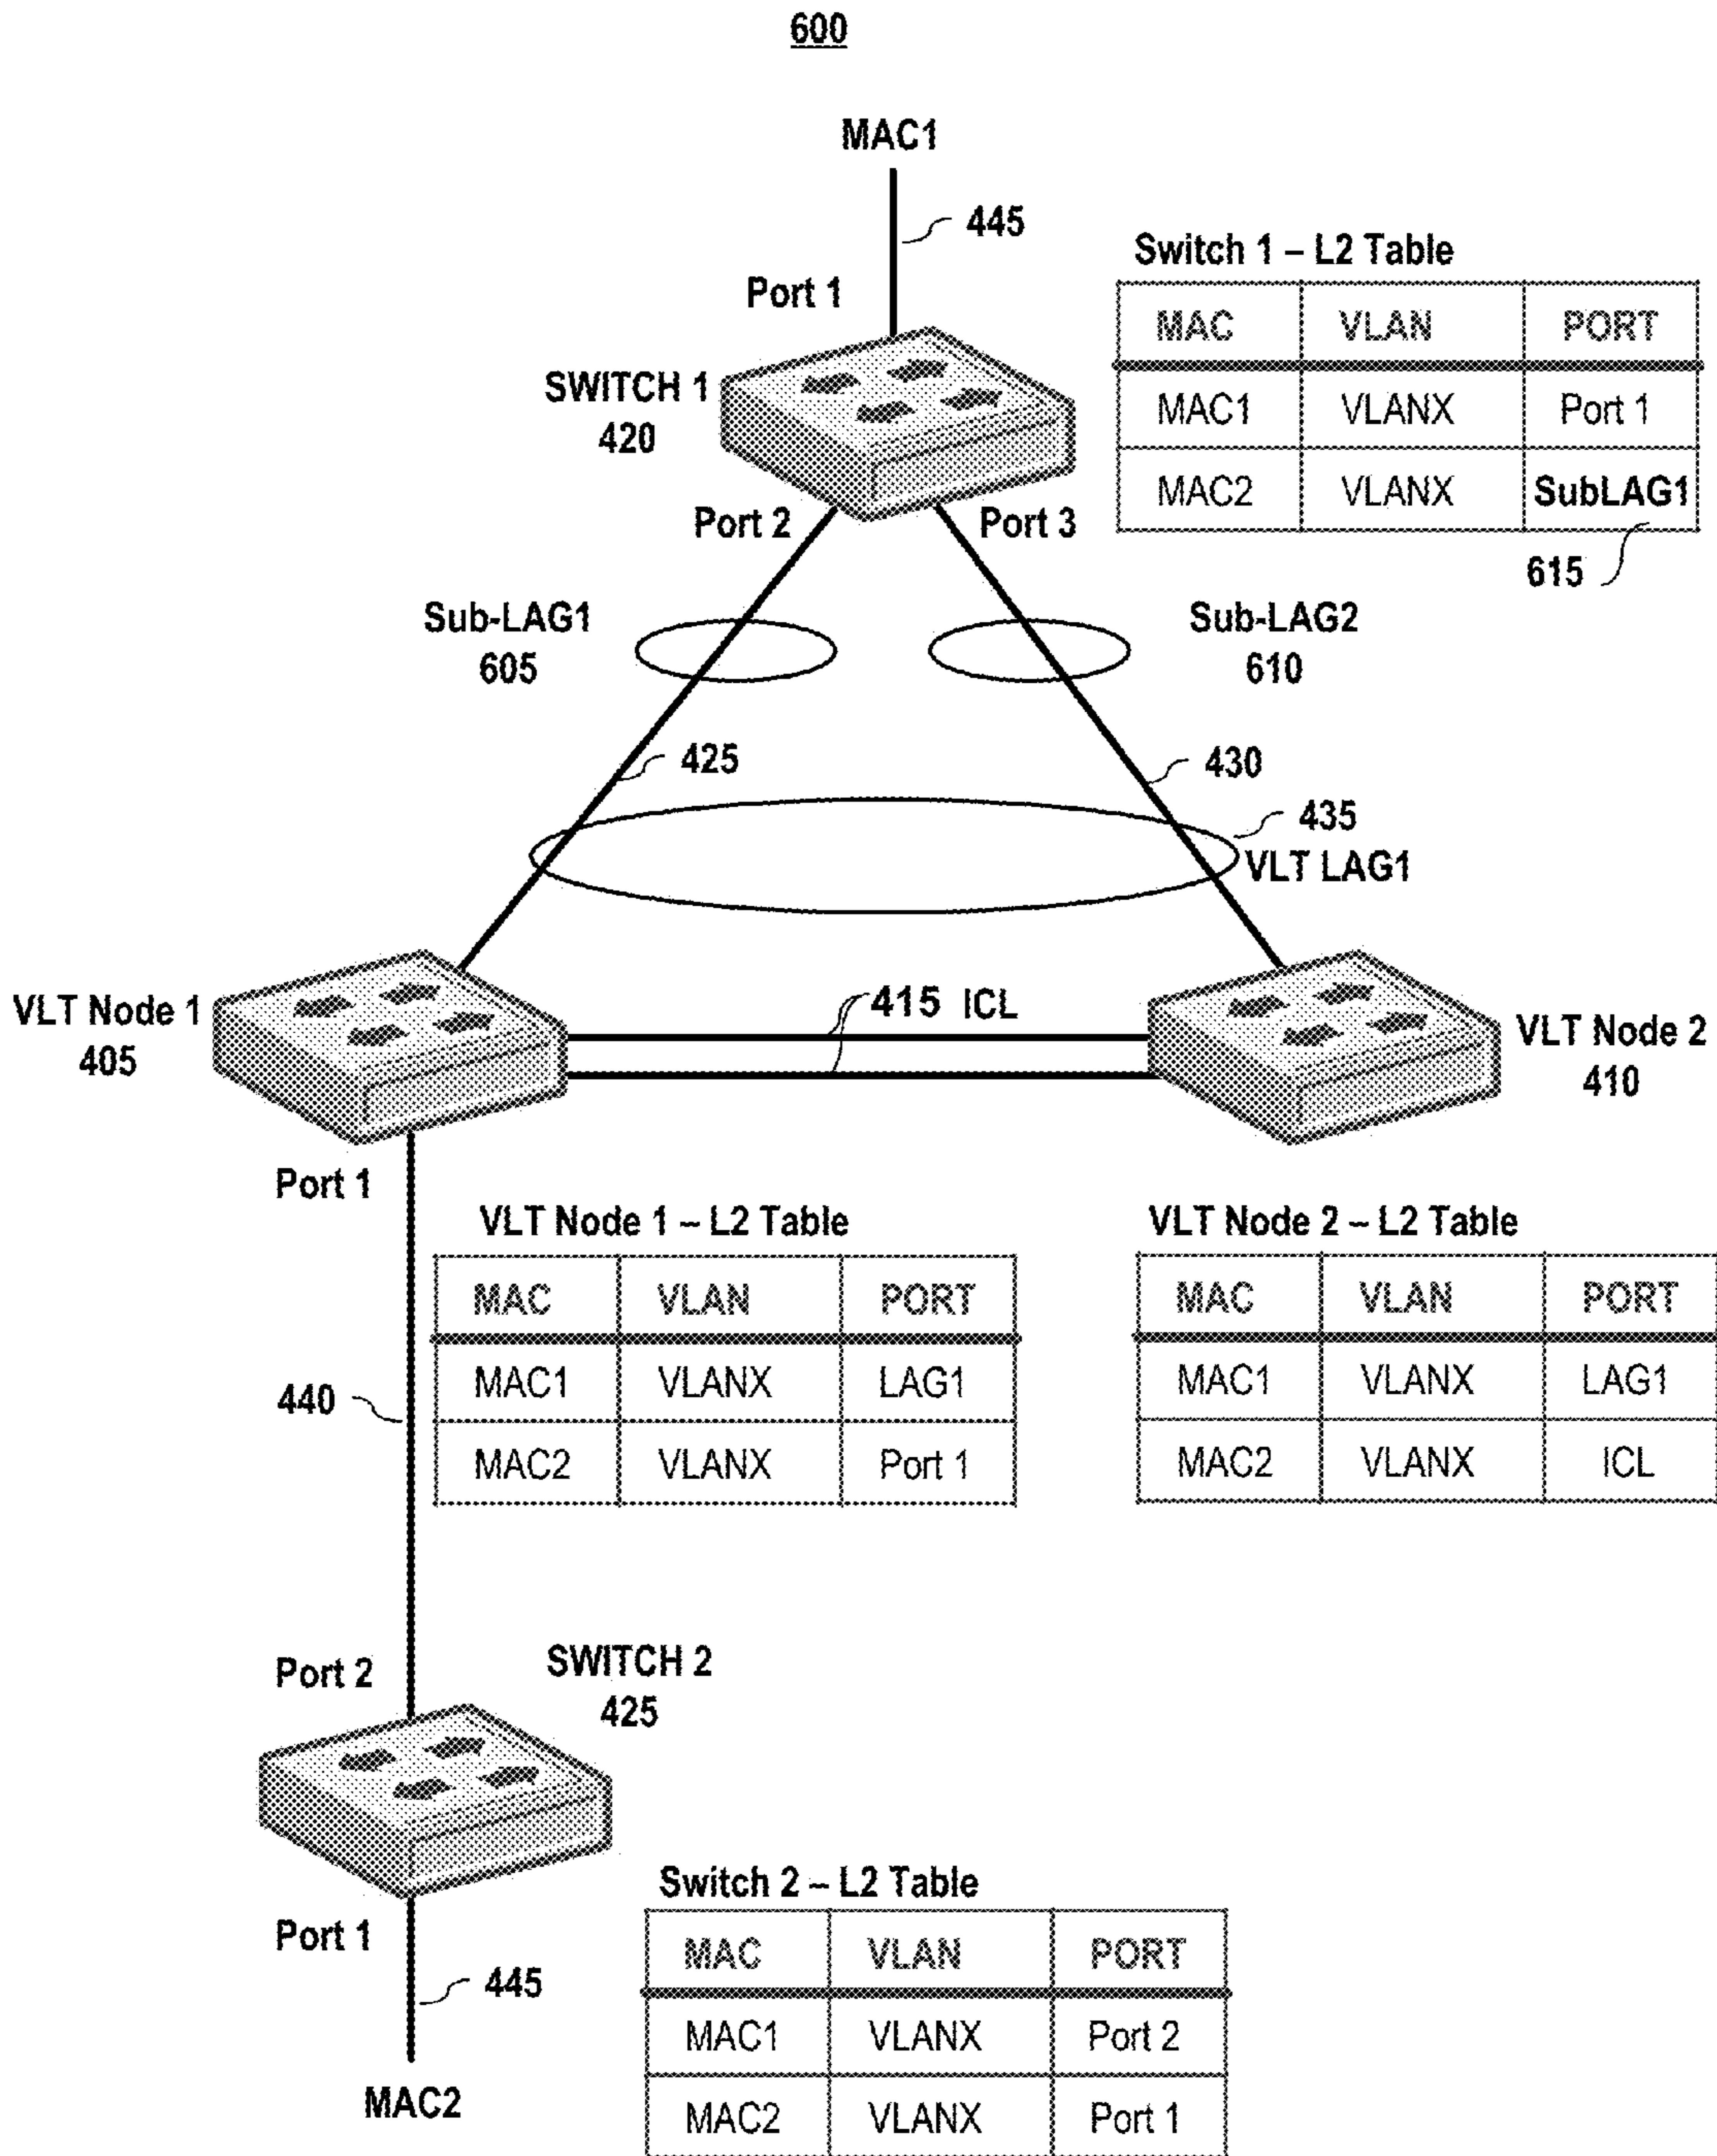 600
MAC1
445
Port 1
Switch 1 – L2 Table
MAC VLAN PORT
MAC1 VLANX Port 1
MAC2 VLANX SubLAG1
615
SWITCH 1
420
Port 2
Port 3
Sub-LAG1
605
Sub-LAG2
610
425
430
435
VLT LAG1
VLT Node 1
405
415 ICL
VLT Node 2
410
Port 1
VLT Node 1 – L2 Table
MAC VLAN PORT
MAC1 VLANX LAG1
MAC2 VLANX Port 1
VLT Node 2 – L2 Table
MAC VLAN PORT
MAC1 VLANX LAG1
MAC2 VLANX ICL
440
Port 2
SWITCH 2
425
Port 1
445
MAC2
Switch 2 – L2 Table
MAC VLAN PORT
MAC1 VLANX Port 2
MAC2 VLANX Port 1